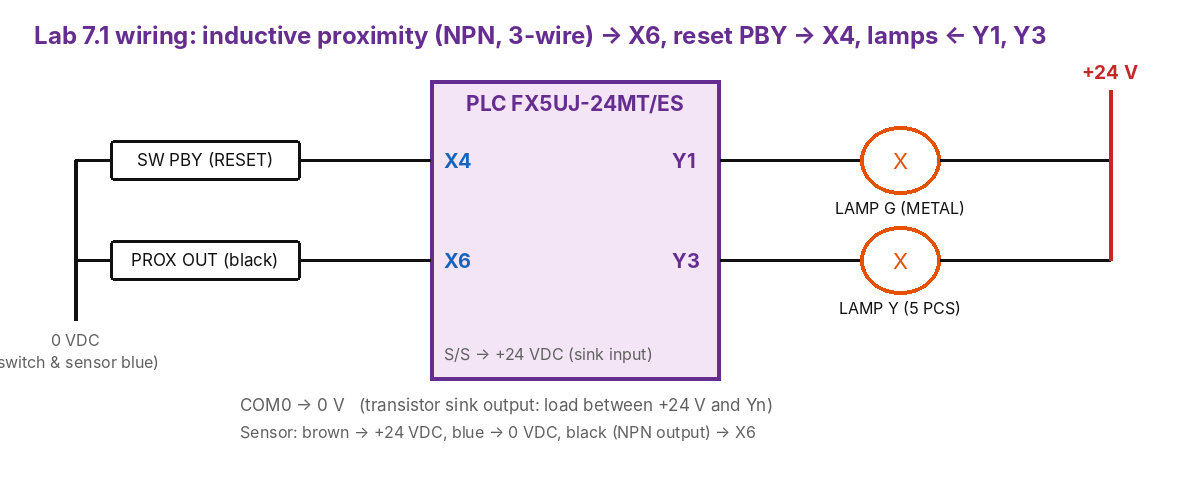 Lab 7.1 wiring: inductive proximity (NPN, 3-wire) → X6, reset PBY → X4, lamps ← Y1, Y3
+24 V
PLC FX5UJ-24MT/ES
SW PBY (RESET)
X4
Y1
X
LAMP G (METAL)
PROX OUT (black)
X6
Y3
X
LAMP Y (5 PCS)
0 VDC
switch & sensor blue)
S/S → +24 VDC (sink input)
COM0 → 0 V (transistor sink output: load between +24 V and Yn)
Sensor: brown → +24 VDC, blue → 0 VDC, black (NPN output) → X6